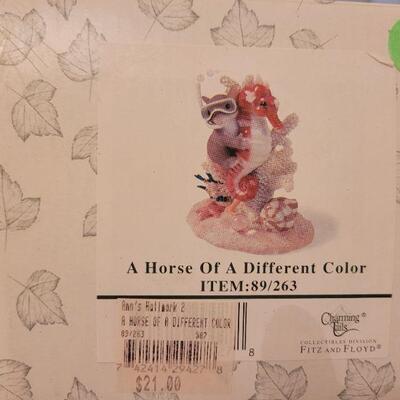 A Horse Of A Different Color
ITEM:89/263
Charming
Tails ®
COLLECTIBLES DIVISION
FITZ AND FLOYD®
Ann's Hallmark 2
A HORSE OF A DIFFERENT COLOR
89/263
7 42414 29427 8
8
$21.00